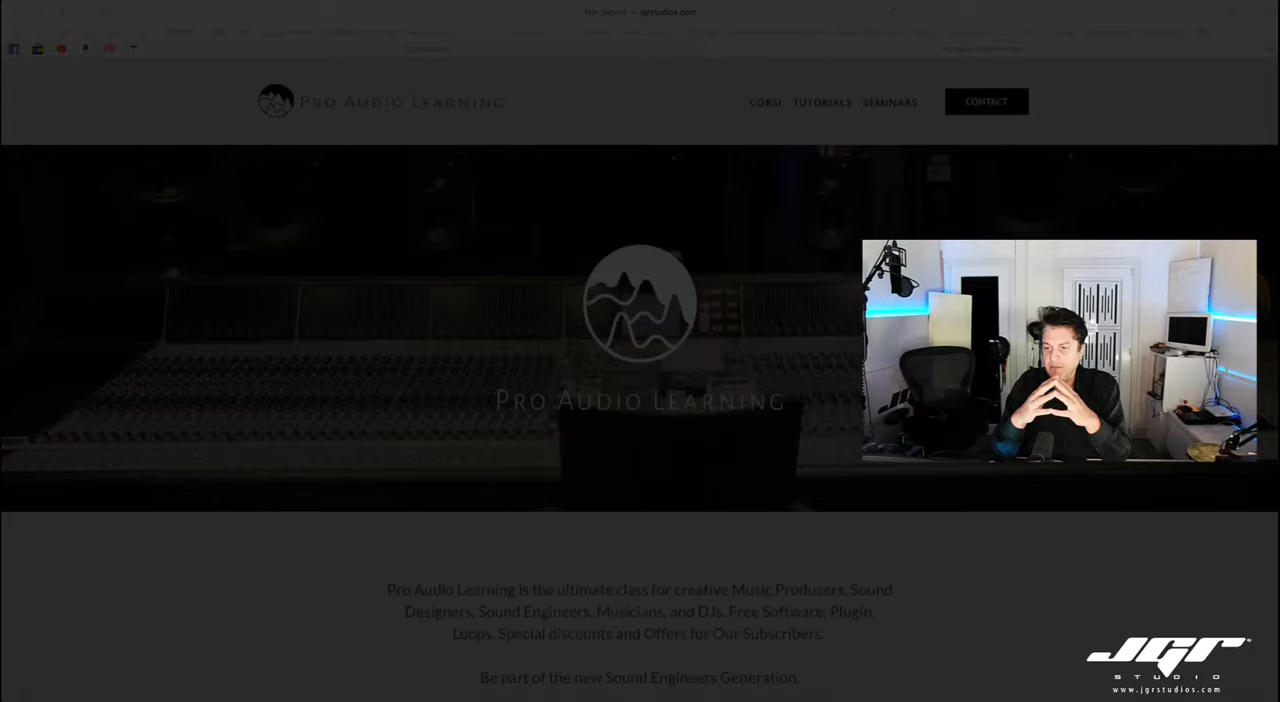 Not Secure — jgrstudios.com
PRO AUDIO LEARNING
CORSI TUTORIALS SEMINARS CONTACT
PRO AUDIO LEARNING
Pro Audio Learning is the ultimate class for creative Music Producers, Sound
Designers, Sound Engineers, Musicians, and DJs. Free Software, Plugin,
Loops. Special discounts and Offers for Our Subscribers.
Be part of the new Sound Engineers Generation.
JGR
STUDIO
www.jgrstudios.com